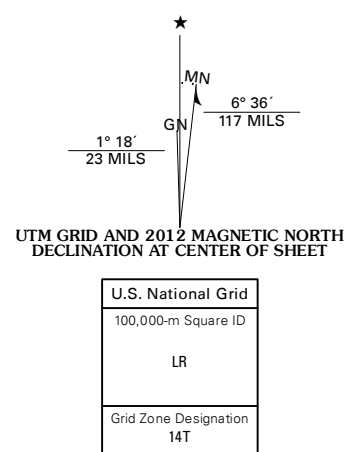 ★
MN
GN
6° 36´
117 MILS
1° 18´
23 MILS
UTM GRID AND 2012 MAGNETIC NORTH
DECLINATION AT CENTER OF SHEET
U.S. National Grid
100,000-m Square ID
LR
Grid Zone Designation
14T